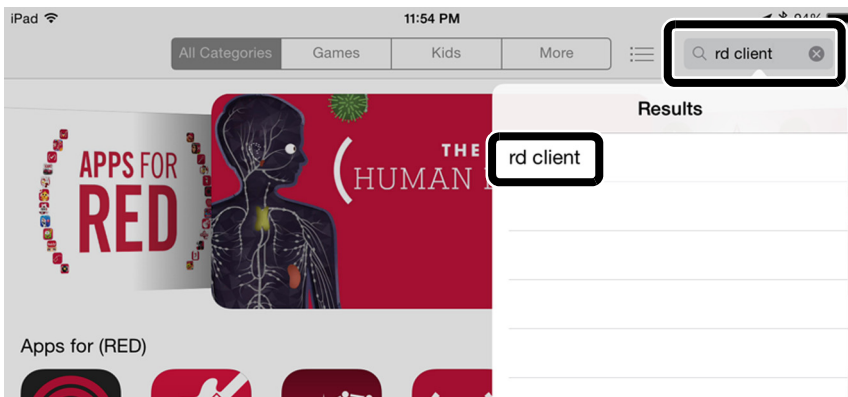 iPad 11:54 PM 94%
All Categories Games Kids More rd client
Results
rd client
APPS FOR
RED
THE
HUMAN
Apps for (RED)